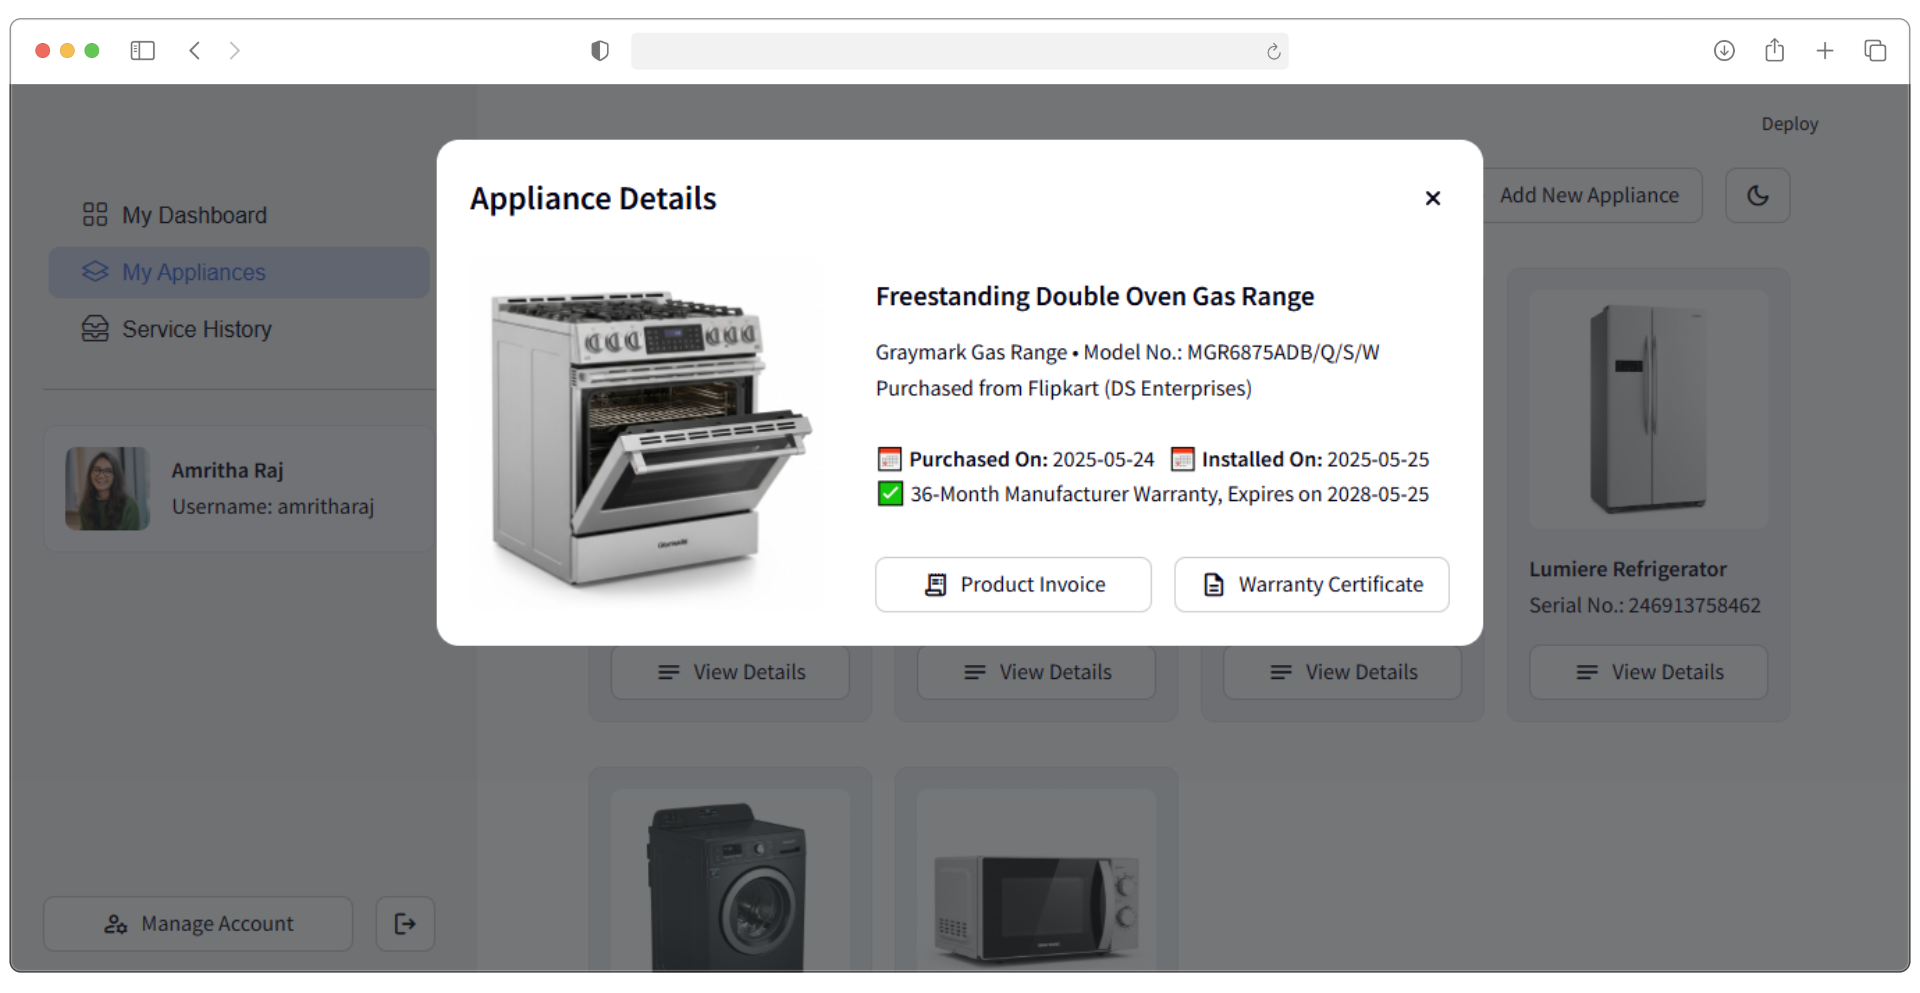 Deploy
My Dashboard
My Appliances
Service History
Amritha Raj
Username: amritharaj
Manage Account
Add New Appliance
Appliance Details
Freestanding Double Oven Gas Range
Graymark Gas Range • Model No.: MGR6875ADB/Q/S/W
Purchased from Flipkart (DS Enterprises)
Purchased On: 2025-05-24 Installed On: 2025-05-25
36-Month Manufacturer Warranty, Expires on 2028-05-25
Product Invoice
Warranty Certificate
Lumiere Refrigerator
Serial No.: 246913758462
View Details
View Details
View Details
View Details